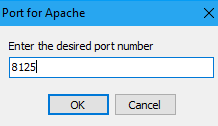 Port for Apache
Enter the desired port number
8125
OK
Cancel